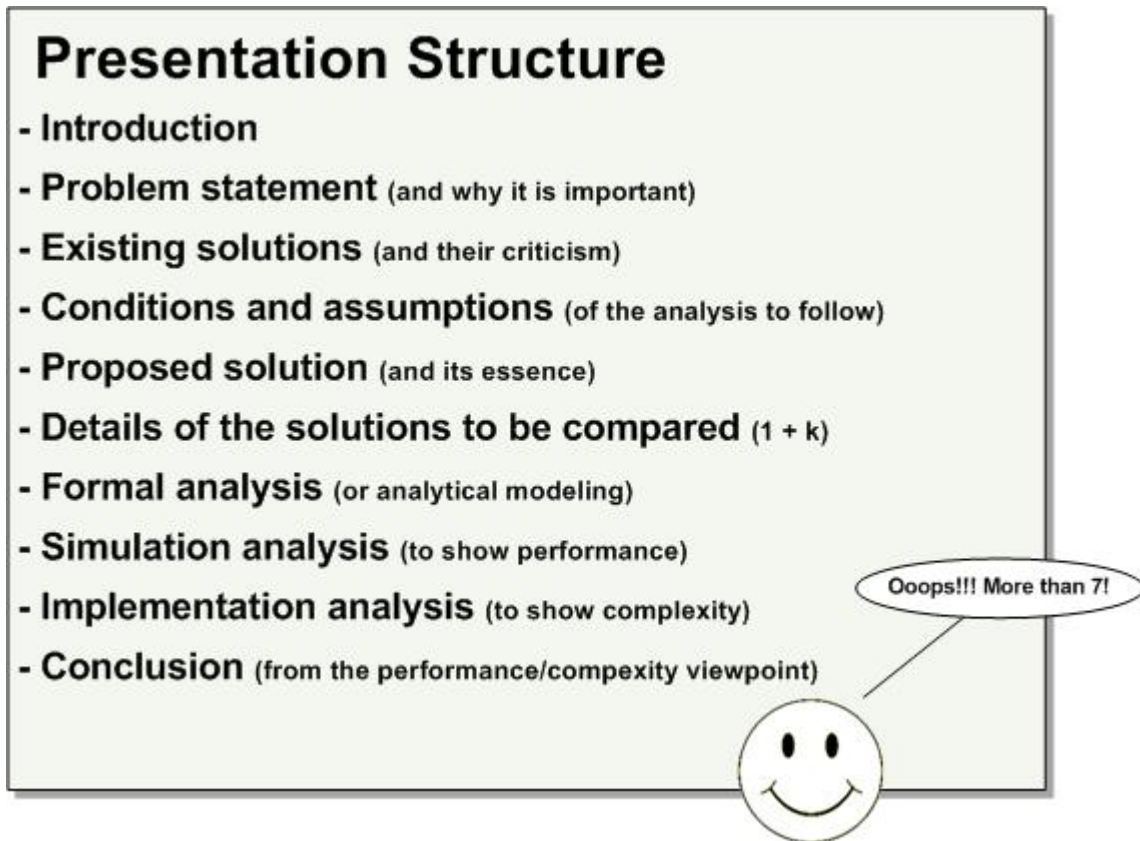 Presentation Structure
- Introduction
- Problem statement (and why it is important)
- Existing solutions (and their criticism)
- Conditions and assumptions (of the analysis to follow)
- Proposed solution (and its essence)
- Details of the solutions to be compared (1 + k)
- Formal analysis (or analytical modeling)
- Simulation analysis (to show performance)
- Implementation analysis (to show complexity)
- Conclusion (from the performance/compexity viewpoint)
Ooops!!! More than 7!